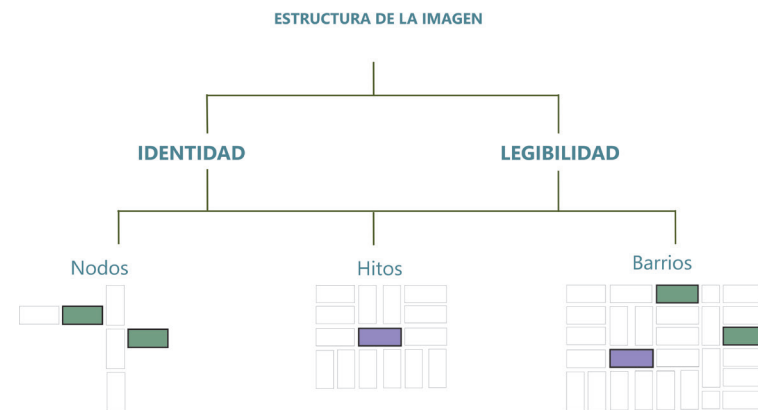 ESTRUCTURA DE LA IMAGEN
IDENTIDAD
LEGIBILIDAD
Nodos
Hitos
Barrios